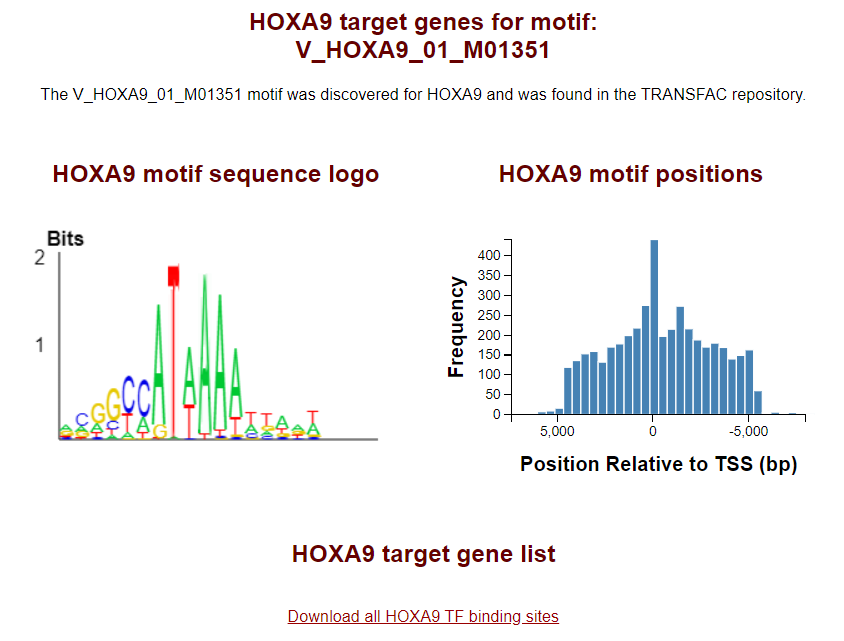 HOXA9 target genes for motif:
V_HOXA9_01_M01351
The V_HOXA9_01_M01351 motif was discovered for HOXA9 and was found in the TRANSFAC repository.
HOXA9 motif sequence logo
HOXA9 motif positions
Bits
2
1
Frequency
400
350
300
250
200
150
100
50
0
5,000
0
-5,000
Position Relative to TSS (bp)
HOXA9 target gene list
Download all HOXA9 TF binding sites